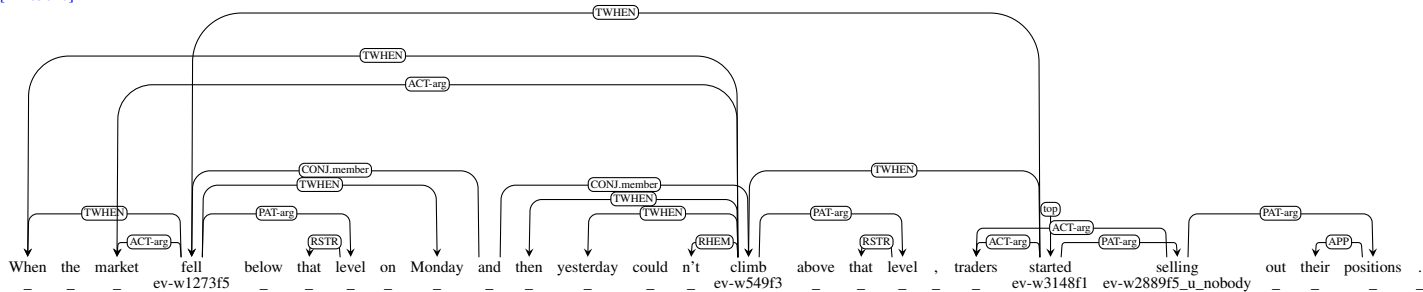 TWHEN
TWHEN
ACT-arg
CONJ.member TWHEN
TWHEN CONJ.member
TWHEN
TWHEN PAT-arg TWHEN PAT-arg top PAT-arg
ACT-arg
ACT-arg RSTR RHEM RSTR ACT-arg PAT-arg APP
When the market fell below that level on Monday and then yesterday could n't climb above that level , traders started selling out their positions .
_ _ _ ev-w1273f5 _ _ _ _ _ _ _ _ _ _ ev-w549f3 _ _ _ _ _ ev-w3148f1 ev-w2889f5_u_nobody _ _ _ _